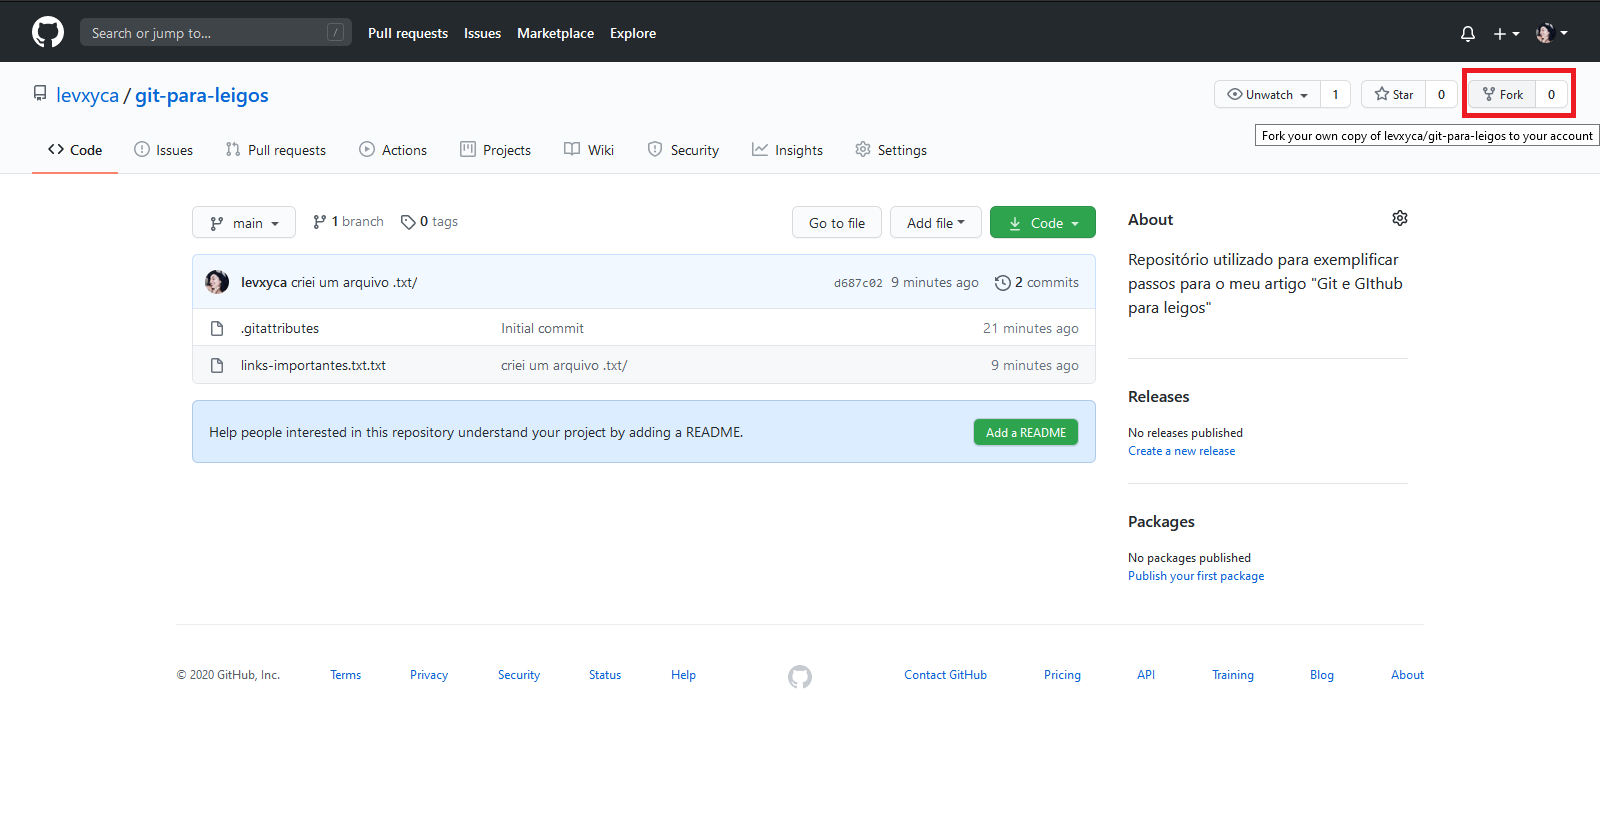 Search or jump to... /
Pull requests Issues Marketplace Explore
levxyca / git-para-leigos
Unwatch 1 Star 0 Fork 0
Fork your own copy of levxyca/git-para-leigos to your account
Code Issues Pull requests Actions Projects Wiki Security Insights Settings
main 1 branch 0 tags Go to file Add file Code
levxyca criei um arquivo .txt/ d687c02 9 minutes ago 2 commits
.gitattributes Initial commit 21 minutes ago
links-importantes.txt.txt criei um arquivo .txt/ 9 minutes ago
Help people interested in this repository understand your project by adding a README. Add a README
About
Repositório utilizado para exemplificar
passos para o meu artigo "Git e GIthub
para leigos"
Releases
No releases published
Create a new release
Packages
No packages published
Publish your first package
© 2020 GitHub, Inc. Terms Privacy Security Status Help Contact GitHub Pricing API Training Blog About